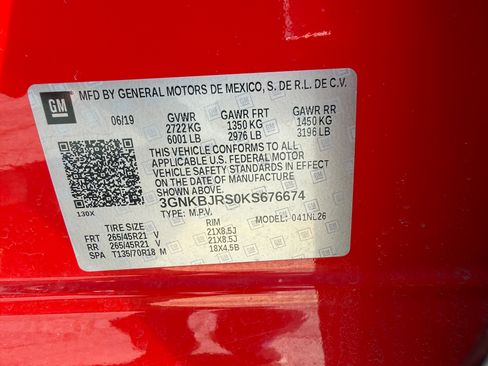 MFD BY GENERAL MOTORS DE MEXICO, S. DE R.L. DE C.V.
GM
06/19 GVWR GAWR FRT GAWR RR
2722 KG 1350 KG 1450 KG
6001 LB 2976 LB 3196 LB
THIS VEHICLE CONFORMS TO ALL
APPLICABLE U.S. FEDERAL MOTOR
VEHICLE SAFETY STANDARDS IN EFFECT
ON THE DATE OF MANUFACTURE
SHOWN ABOVE.
130X 3GNKBJRS0KS676674
TYPE: M.P.V. MODEL: 041NL26
TIRE SIZE RIM
FRT 265/45R21 V 21X8.5J
RR 265/45R21 V 21X8.5J
SPA T135/70R18 M 18X4.5B